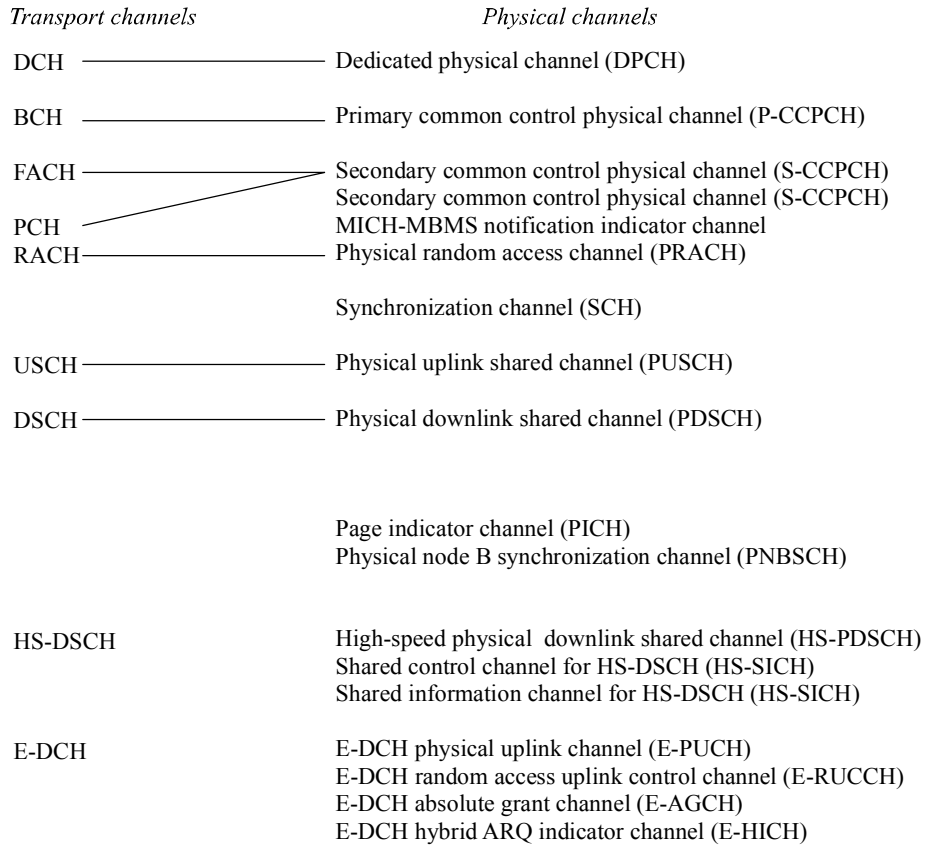 Transport channels Physical channels
DCH Dedicated physical channel (DPCH)
BCH Primary common control physical channel (P-CCPCH)
FACH Secondary common control physical channel (S-CCPCH)
Secondary common control physical channel (S-CCPCH)
PCH MICH-MBMS notification indicator channel
RACH Physical random access channel (PRACH)
Synchronization channel (SCH)
USCH Physical uplink shared channel (PUSCH)
DSCH Physical downlink shared channel (PDSCH)
Page indicator channel (PICH)
Physical node B synchronization channel (PNBSCH)
HS-DSCH High-speed physical downlink shared channel (HS-PDSCH)
Shared control channel for HS-DSCH (HS-SICH)
Shared information channel for HS-DSCH (HS-SICH)
E-DCH E-DCH physical uplink channel (E-PUCH)
E-DCH random access uplink control channel (E-RUCCH)
E-DCH absolute grant channel (E-AGCH)
E-DCH hybrid ARQ indicator channel (E-HICH)